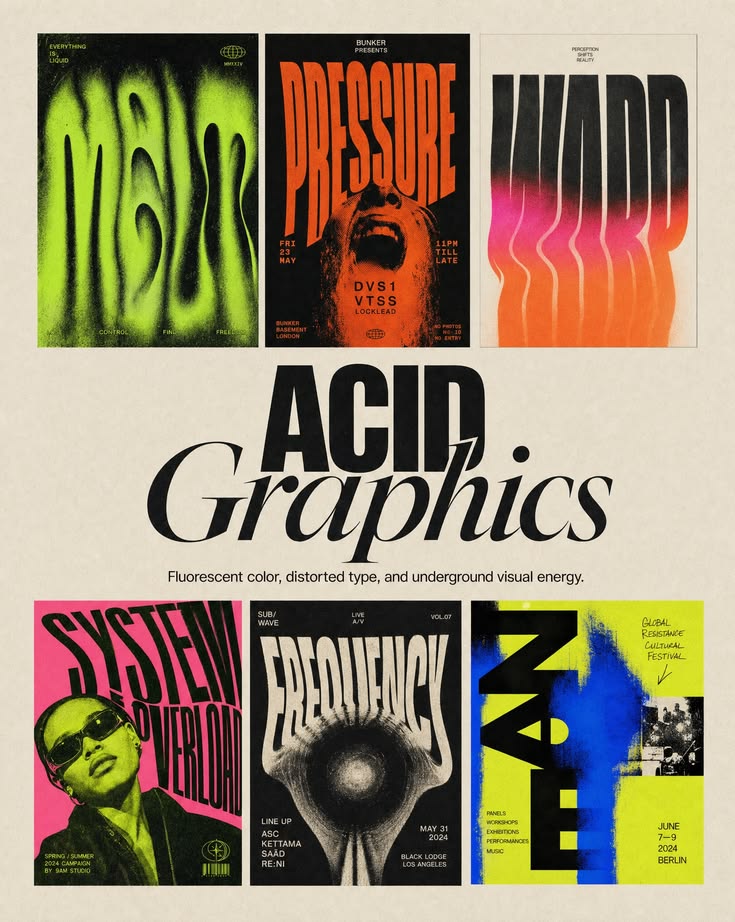 EVERYTHING
IS
LIQUID
MMXXIV
CONTROL
FREE
BUNKER
PRESENTS
PRESSURE
FRI
23
MAY
11PM
TILL
LATE
DVS1
VTSS
LOCKLEAD
BUNKER
BASEMENT
LONDON
NO PHOTOS
NO ID
NO ENTRY
PERCEPTION
SHIFTS
REALITY
WARP
ACID
Graphics
Fluorescent color, distorted type, and underground visual energy.
SYSTEM
OVERLOAD
SPRING / SUMMER
2024 CAMPAIGN
BY 9AM STUDIO
SUB/
WAVE
LIVE
A/V
VOL.07
FREQUENCY
LINE UP
ASC
KETTAMA
SAÄD
RE:NI
MAY 31
2024
BLACK LODGE
LOS ANGELES
GLOBAL
RESISTANCE
CULTURAL
FESTIVAL
PANELS
WORKSHOPS
EXHIBITIONS
PERFORMANCES
MUSIC
JUNE
7—9
2024
BERLIN